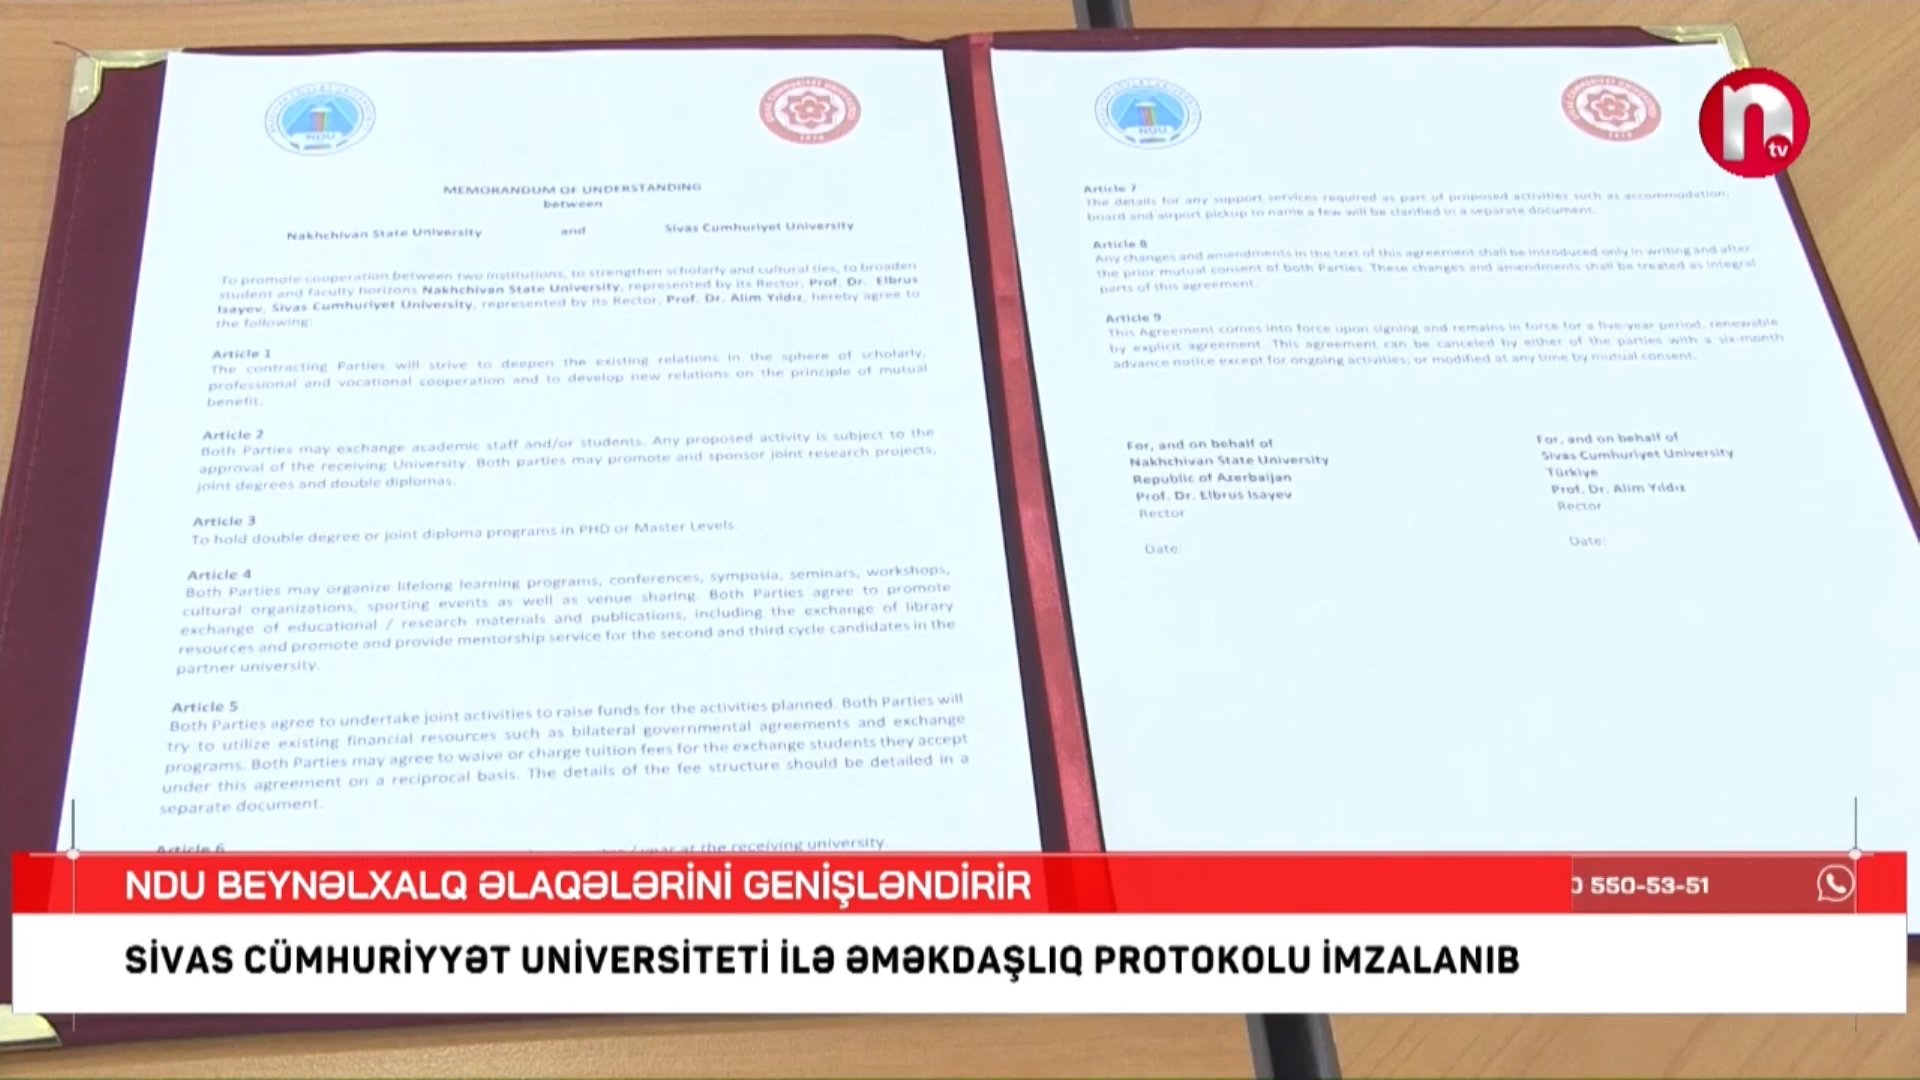 MEMORANDUM OF UNDERSTANDING
between
Nakhchivan State University and Sivas Cumhuriyet University
To promote cooperation between two institutions, to strengthen scholarly and cultural ties, to broaden
student and faculty horizons Nakhchivan State University, represented by its Rector, Prof. Dr. Elbrus
Isayev, Sivas Cumhuriyet University, represented by its Rector, Prof. Dr. Alim Yıldız, hereby agree to
the following:
Article 1
The contracting Parties will strive to deepen the existing relations in the sphere of scholarly,
professional and vocational cooperation and to develop new relations on the principle of mutual
benefit.
Article 2
Both Parties may exchange academic staff and/or students. Any proposed activity is subject to the
approval of the receiving University. Both parties may promote and sponsor joint research projects,
joint degrees and double diplomas.
Article 3
To hold double degree or joint diploma programs in PHD or Master Levels.
Article 4
Both Parties may organize lifelong learning programs, conferences, symposia, seminars, workshops,
cultural organizations, sporting events as well as venue sharing. Both Parties agree to promote
exchange of educational / research materials and publications, including the exchange of library
resources and promote and provide mentorship service for the second and third cycle candidates in the
partner university.
Article 5
Both Parties agree to undertake joint activities to raise funds for the activities planned. Both Parties will
try to utilize existing financial resources such as bilateral governmental agreements and exchange
programs. Both Parties may agree to waive or charge tuition fees for the exchange students they accept
under this agreement on a reciprocal basis. The details of the fee structure should be detailed in a
separate document.
Article 6
/ year at the receiving university.
NDU
NDU
Article 7
The details for any support services required as part of proposed activities such as accommodation,
board and airport pickup to name a few will be clarified in a separate document.
Article 8
Any changes and amendments in the text of this agreement shall be introduced only in writing and after
the prior mutual consent of both Parties. These changes and amendments shall be treated as integral
parts of this agreement.
Article 9
This Agreement comes into force upon signing and remains in force for a five-year period, renewable
by explicit agreement. This agreement can be canceled by either of the parties with a six-month
advance notice except for ongoing activities; or modified at any time by mutual consent.
For, and on behalf of
Nakhchivan State University
Republic of Azerbaijan
Prof. Dr. Elbrus Isayev
Rector
Date:
For, and on behalf of
Sivas Cumhuriyet University
Türkiye
Prof. Dr. Alim Yıldız
Rector
Date:
n tv
NDU BEYNƏLXALQ ƏLAQƏLƏRİNİ GENİŞLƏNDİRİR
550-53-51
SİVAS CÜMHURİYYƏT UNİVERSİTETİ İLƏ ƏMƏKDAŞLIQ PROTOKOLU İMZALANIB